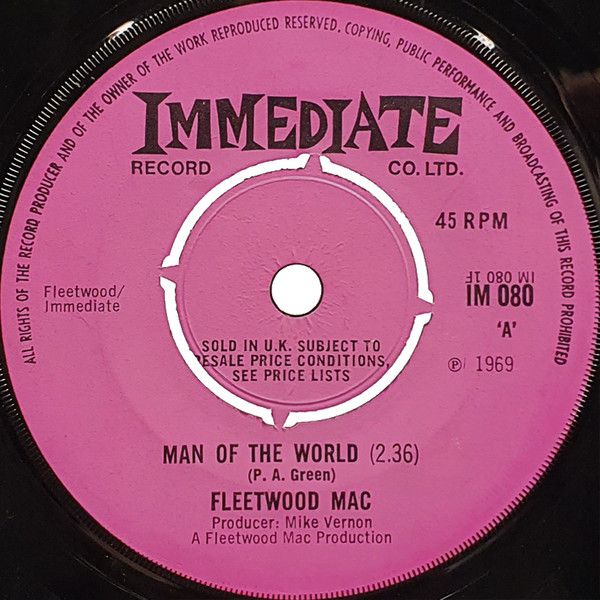 ALL RIGHTS OF THE RECORD PRODUCER AND OF THE OWNER OF THE WORK REPRODUCED RESERVED. COPYING, PUBLIC PERFORMANCE AND BROADCASTING OF THIS RECORD PROHIBITED
IMMEDIATE
RECORD CO. LTD.
45 RPM
IM 080 1F
IM 080
'A'
Fleetwood/
Immediate
℗ 1969
SOLD IN U.K. SUBJECT TO
RESALE PRICE CONDITIONS,
SEE PRICE LISTS
MAN OF THE WORLD (2.36)
(P. A. Green)
FLEETWOOD MAC
Producer: Mike Vernon
A Fleetwood Mac Production